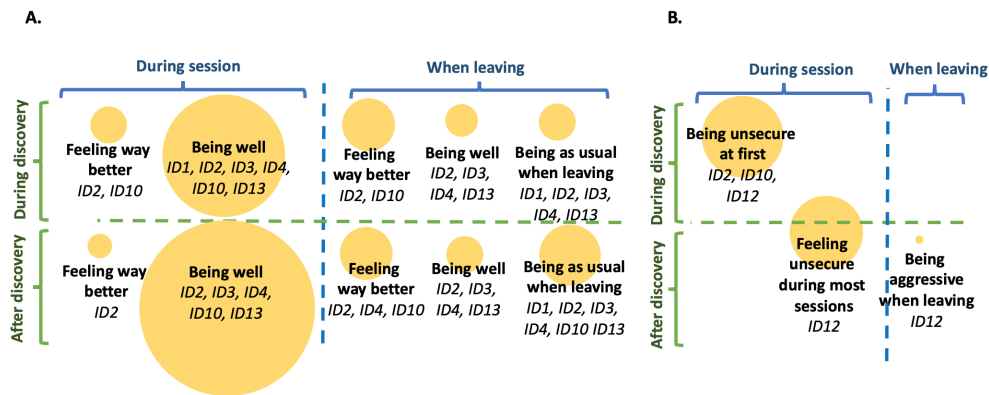 A.
During session
When leaving
During discovery
Feeling way
better
ID2, ID10
Being well
ID1, ID2, ID3, ID4,
ID10, ID13
Feeling
way better
ID2, ID10
Being well
ID2, ID3,
ID4, ID13
Being as usual
when leaving
ID1, ID2, ID3,
ID4, ID13
After discovery
Feeling way
better
ID2
Being well
ID2, ID3, ID4,
ID10, ID13
Feeling
way better
ID2, ID4, ID10
Being well
ID2, ID3,
ID4, ID13
Being as usual
when leaving
ID1, ID2, ID3,
ID4, ID10 ID13
B.
During session
When leaving
During discovery
Being unsecure
at first
ID2, ID10,
ID12
After discovery
Feeling
unsecure
during most
sessions
ID12
Being
aggressive
when leaving
ID12